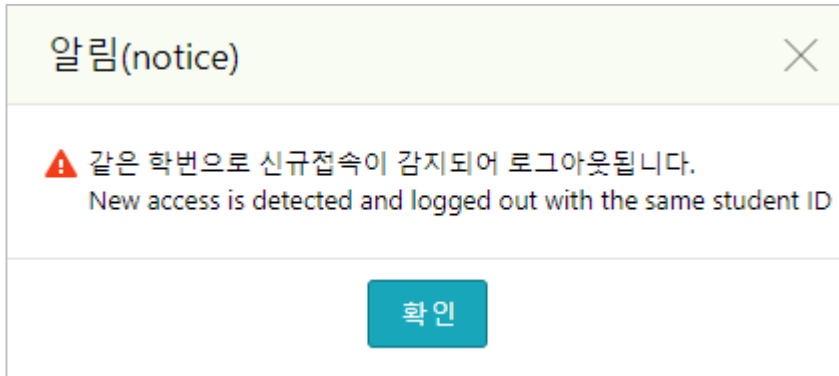 알림(notice)
같은 학번으로 신규접속이 감지되어 로그아웃됩니다.
New access is detected and logged out with the same student ID
확인